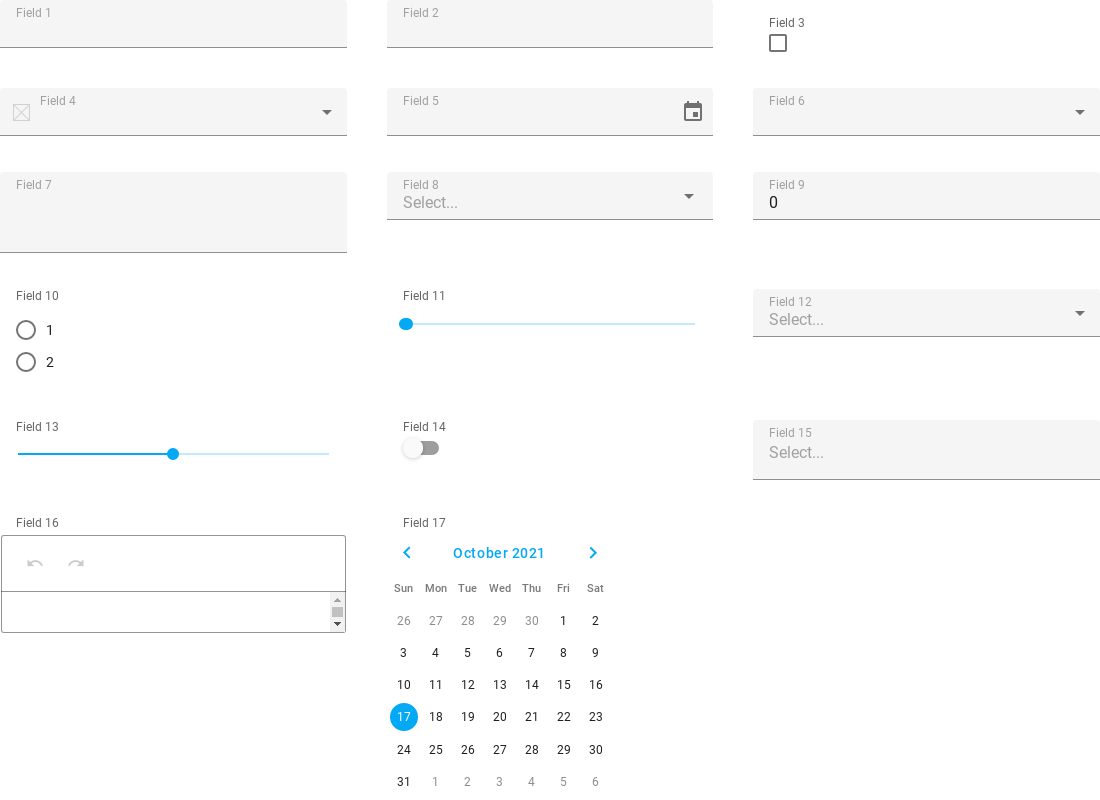 Field 1
Field 2
Field 3
Field 4
Field 5
Field 6
Field 7
Field 8
Select...
Field 9
0
Field 10
1
2
Field 11
Field 12
Select...
Field 13
Field 14
Field 15
Select...
Field 16
Field 17
October 2021
Sun Mon Tue Wed Thu Fri Sat
26 27 28 29 30 1 2
3 4 5 6 7 8 9
10 11 12 13 14 15 16
17 18 19 20 21 22 23
24 25 26 27 28 29 30
31 1 2 3 4 5 6